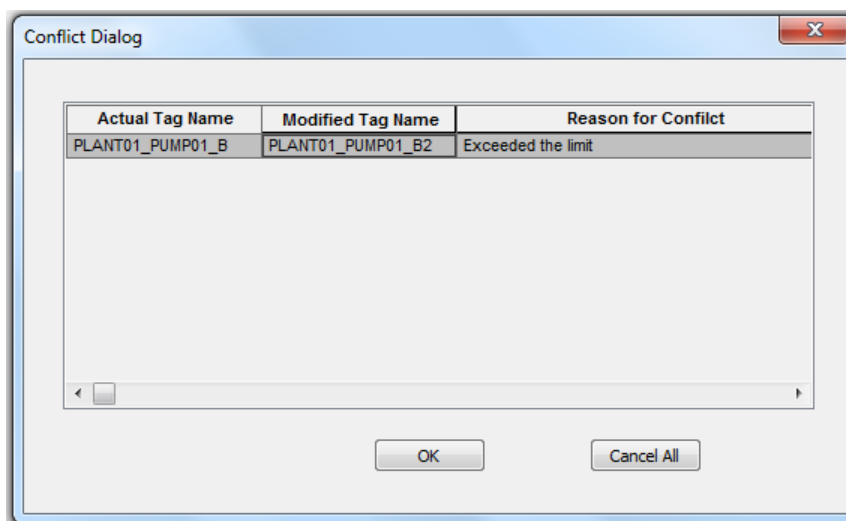 Conflict Dialog
X
Actual Tag Name Modified Tag Name Reason for Confilct
PLANT01_PUMP01_B PLANT01_PUMP01_B2 Exceeded the limit
OK Cancel All